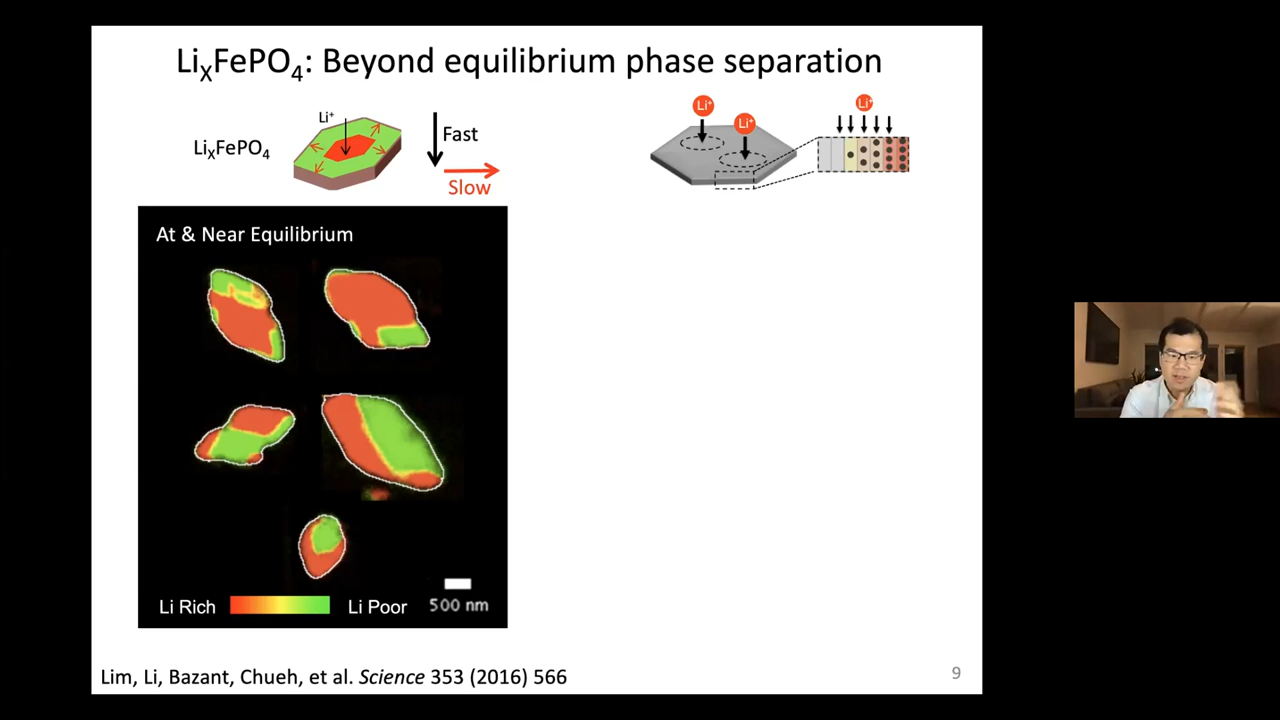 LiXFePO4: Beyond equilibrium phase separation
Li+
LiXFePO4
Fast
Slow
Li+
Li+
Li+
At & Near Equilibrium
Li Rich
Li Poor
500 nm
Lim, Li, Bazant, Chueh, et al. Science 353 (2016) 566
9